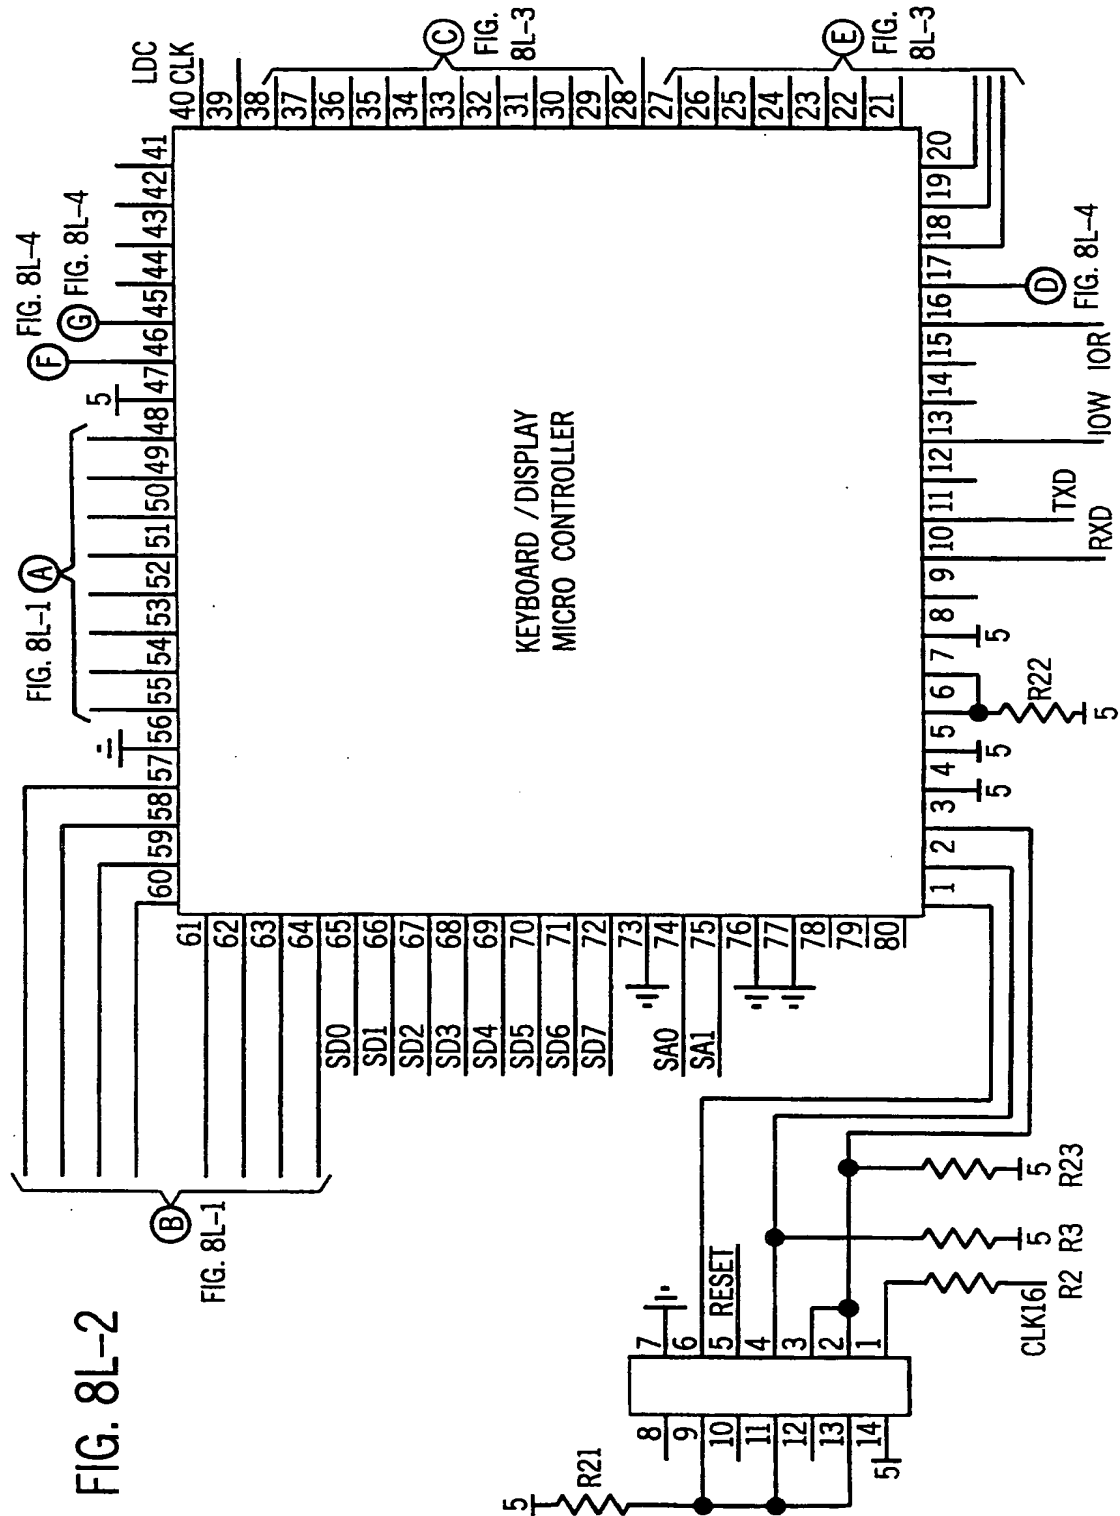 FIG. 8L-2
FIG. 8L-1
B
FIG. 8L-1 A
5
F FIG. 8L-4
G FIG. 8L-4
60 59 58 57 56 55 54 53 52 51 50 49 48 47 46 45 44 43 42 41
LDC
CLK
40
39
38
37
36
35
34
33
32
31
30
29
28
27
26
25
24
23
22
21
C
FIG.
8L-3
E
FIG.
8L-3
KEYBOARD /DISPLAY
MICRO CONTROLLER
61
62
63
64
65
66
67
68
69
70
71
72
73
74
75
76
77
78
79
80
SD0
SD1
SD2
SD3
SD4
SD5
SD6
SD7
SA0
SA1
1 2 3 4 5 6 7 8 9 10 11 12 13 14 15 16 17 18 19 20
5
5
5
R22
5
RXD
TXD
IOW
IOR
D
FIG. 8L-4
5
R21
8
9
10
11
12
13
14
5
7
6
5
4
3
2
1
RESET
CLK16
R2
5
R3
5
R23